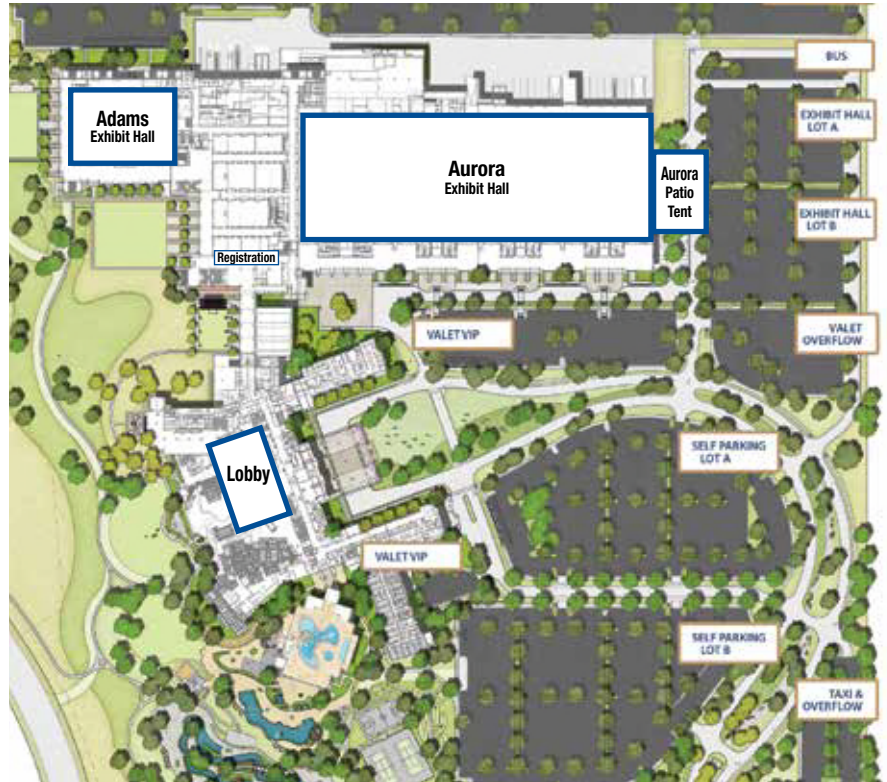 BUS
Adams
Exhibit Hall
EXHIBIT HALL
LOT A
Aurora
Exhibit Hall
Aurora
Patio
Tent
EXHIBIT HALL
LOT B
Registration
VALET VIP
VALET
OVERFLOW
SELF PARKING
LOT A
Lobby
VALET VIP
SELF PARKING
LOT B
TAXI &
OVERFLOW